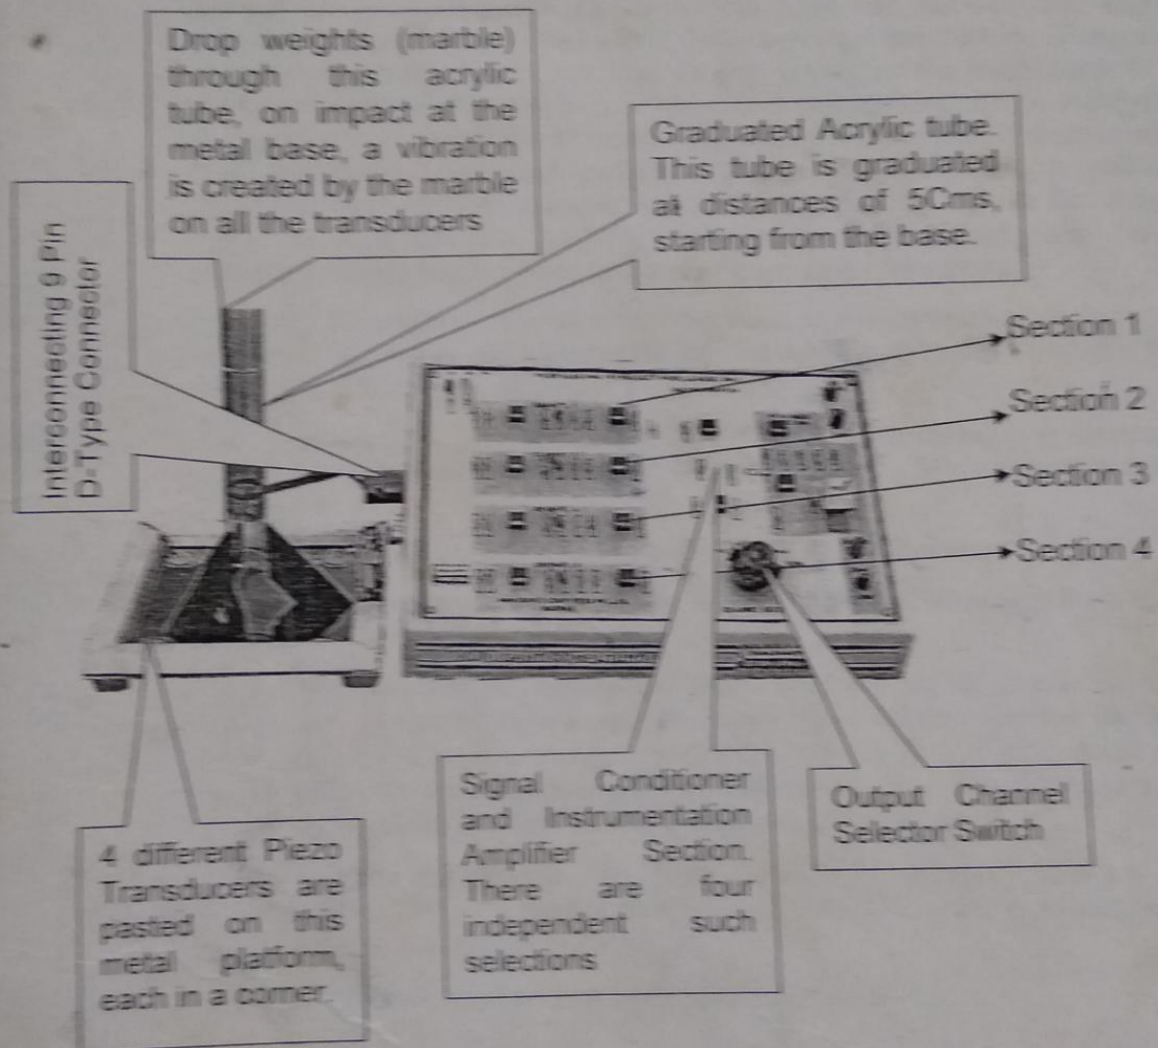 Drop weights (marble)
through this acrylic
tube, on impact at the
metal base, a vibration
is created by the marble
on all the transducers
Graduated Acrylic tube.
This tube is graduated
at distances of 5Cms,
starting from the base.
Interconnecting 9 Pin
D-Type Connector
Section 1
Section 2
Section 3
Section 4
4 different Piezo
Transducers are
pasted on this
metal platform,
each in a corner.
Signal Conditioner
and Instrumentation
Amplifier Section.
There are four
independent such
selections
Output Channel
Selector Switch